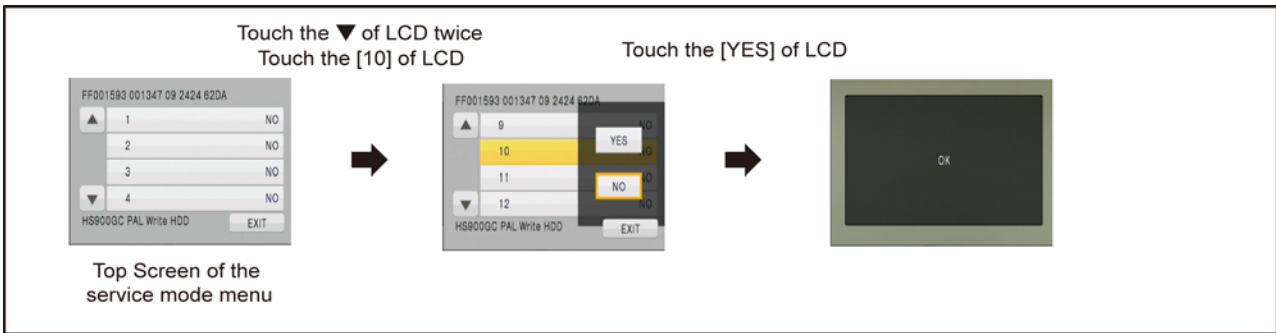 Touch the ▼ of LCD twice
Touch the [10] of LCD
Touch the [YES] of LCD
FF001593 001347 09 2424 62DA
▲ 1 NO
2 NO
3 NO
▼ 4 NO
HS900GC PAL Write HDD EXIT
Top Screen of the
service mode menu
FF001593 001347 09 2424 62DA
▲ 9 NO
YES
10
11 NO
NO
▼ 12 NO
HS900GC PAL Write HDD EXIT
OK